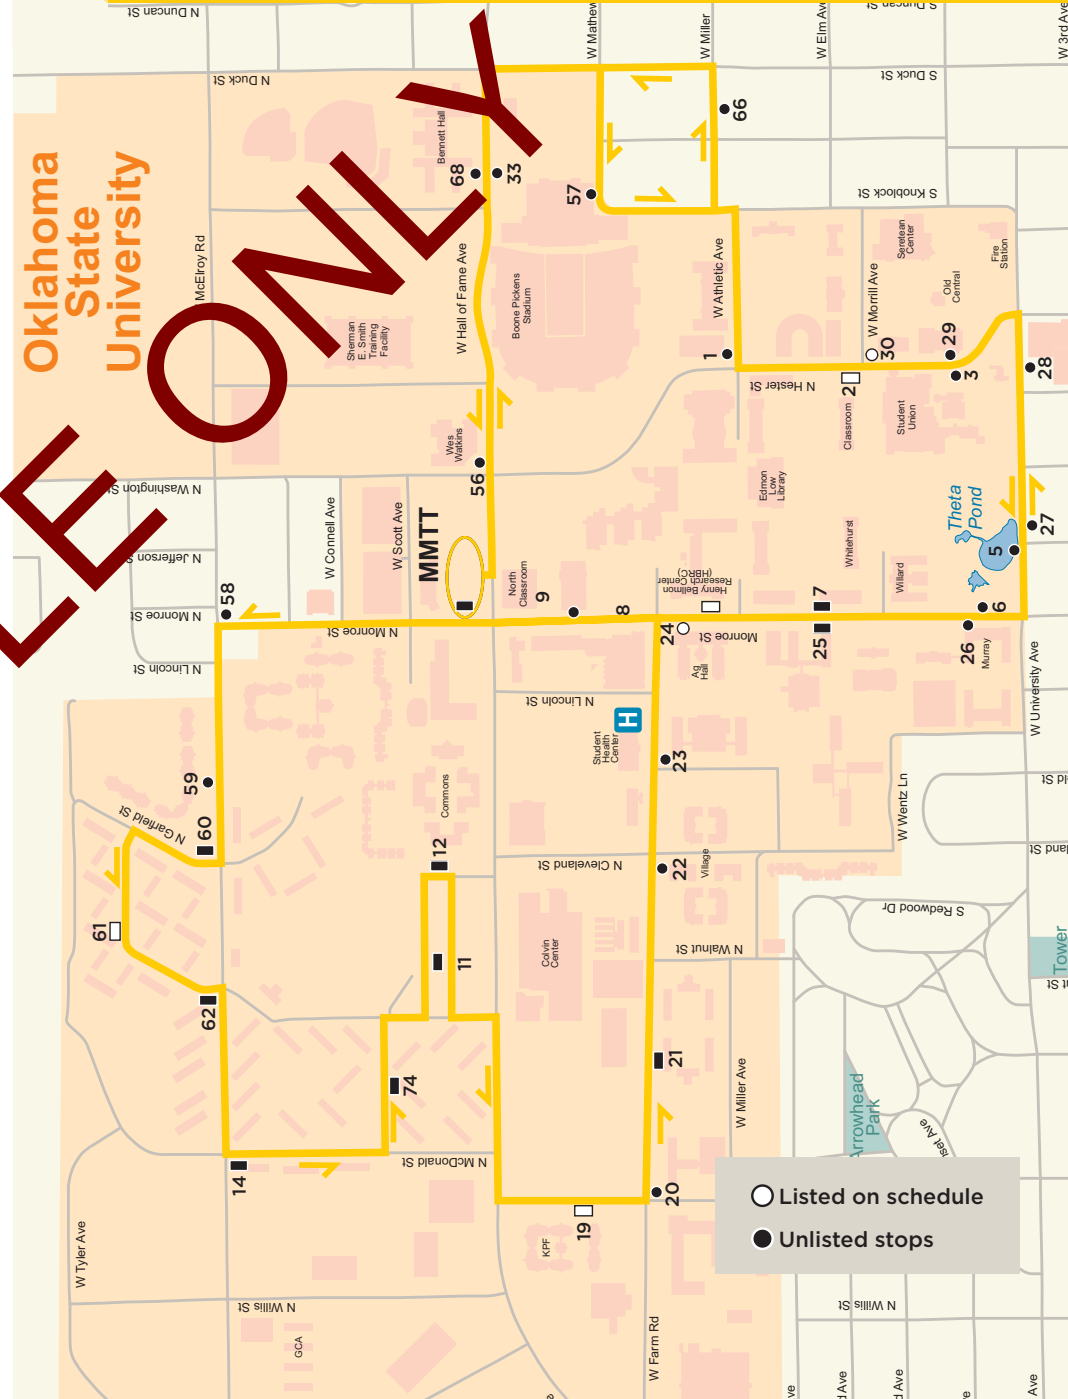 N Duncan St
S Duncan St
W Mathew
W Miller
W Elm Av
W 3rd Ave
N Duck St
S Duck St
Oklahoma
State
University
LE ONLY
Bennett Hall
68
33
57
66
S Knoblock St
McElroy Rd
W Hall of Fame Ave
Boone Pickens
Stadium
W Athletic Ave
W Morrill Ave
Seretean
Center
Fire
Station
Old
Central
Sherman
E. Smith
Training
Facility
1
30
29
3
28
N Hester St
2
Classroom
Student
Union
Wes
Watkins
56
N Washington St
W Connell Ave
W Scott Ave
MMTT
Edmon
Low
Library
Theta
Pond
27
5
Whitehurst
Willard
N Jefferson St
N Monroe St
58
North
Classroom
9
8
Henry Bellmon
Research Center
(HBRC)
7
6
N Monroe St
24
Monroe St
25
26
Murray
W University Ave
N Lincoln St
N Lincoln St
Ag
Hall
H
Student
Health
Center
23
59
N Garfield St
60
Commons
12
N Cleveland St
22
Village
W Wentz Ln
S Redwood Dr
61
11
Colvin
Center
N Walnut St
Tower
62
74
21
W Miller Ave
Arrowhead
Park
set Ave
14
N McDonald St
20
19
KPF
W Tyler Ave
N Willis St
GCA
W Farm Rd
N Willis St
Listed on schedule
Unlisted stops